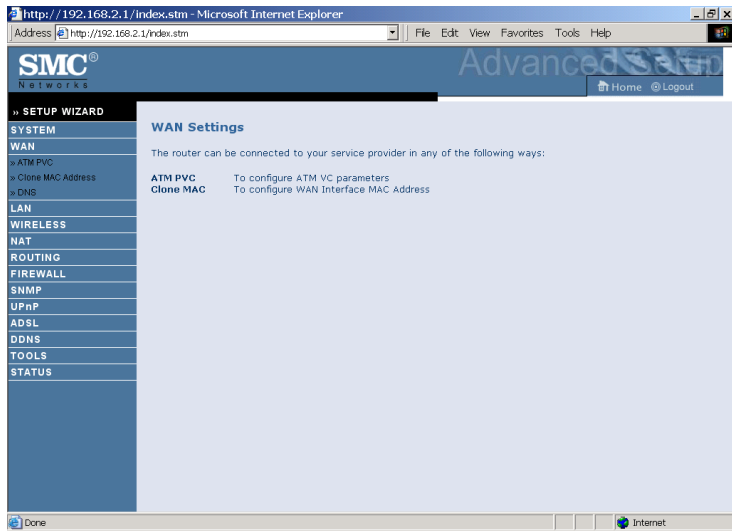 http://192.168.2.1/index.stm - Microsoft Internet Explorer
Address http://192.168.2.1/index.stm File Edit View Favorites Tools Help
SMC®
Networks
Advanced Setup
Home Logout
» SETUP WIZARD
SYSTEM
WAN
» ATM PVC
» Clone MAC Address
» DNS
LAN
WIRELESS
NAT
ROUTING
FIREWALL
SNMP
UPnP
ADSL
DDNS
TOOLS
STATUS
WAN Settings
The router can be connected to your service provider in any of the following ways:
ATM PVC To configure ATM VC parameters
Clone MAC To configure WAN Interface MAC Address
Done Internet